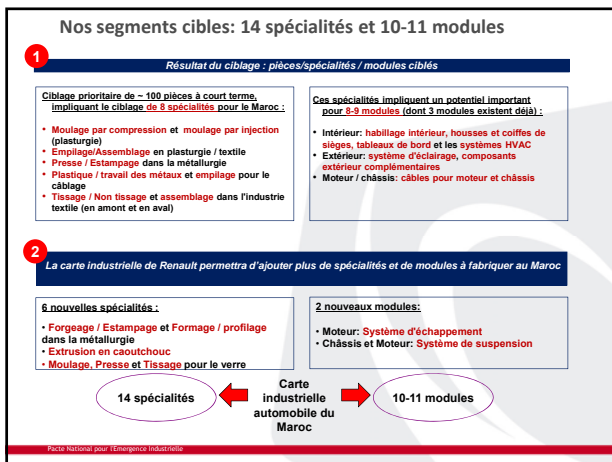 Nos segments cibles: 14 spécialités et 10-11 modules
1
Résultat du ciblage : pièces/spécialités / modules ciblés
Ciblage prioritaire de ~ 100 pièces à court terme,
impliquant le ciblage de 8 spécialités pour le Maroc :
• Moulage par compression et moulage par injection
(plasturgie)
• Empilage/Assemblage en plasturgie / textile
• Presse / Estampage dans la métallurgie
• Plastique / travail des métaux et empilage pour le
câblage
• Tissage / Non tissage et assemblage dans l'industrie
textile (en amont et en aval)
Ces spécialités impliquent un potentiel important
pour 8-9 modules (dont 3 modules existent déjà) :
• Intérieur: habillage intérieur, housses et coiffes de
sièges, tableaux de bord et les systèmes HVAC
• Extérieur: système d'éclairage, composants
extérieur complémentaires
• Moteur / châssis: câbles pour moteur et châssis
2
La carte industrielle de Renault permettra d'ajouter plus de spécialités et de modules à fabriquer au Maroc
6 nouvelles spécialités :
• Forgeage / Estampage et Formage / profilage
dans la métallurgie
• Extrusion en caoutchouc
• Moulage, Presse et Tissage pour le verre
2 nouveaux modules:
• Moteur: Système d'échappement
• Châssis et Moteur: Système de suspension
14 spécialités
Carte
industrielle
automobile du
Maroc
10-11 modules
Pacte National pour l'Emergence Industrielle